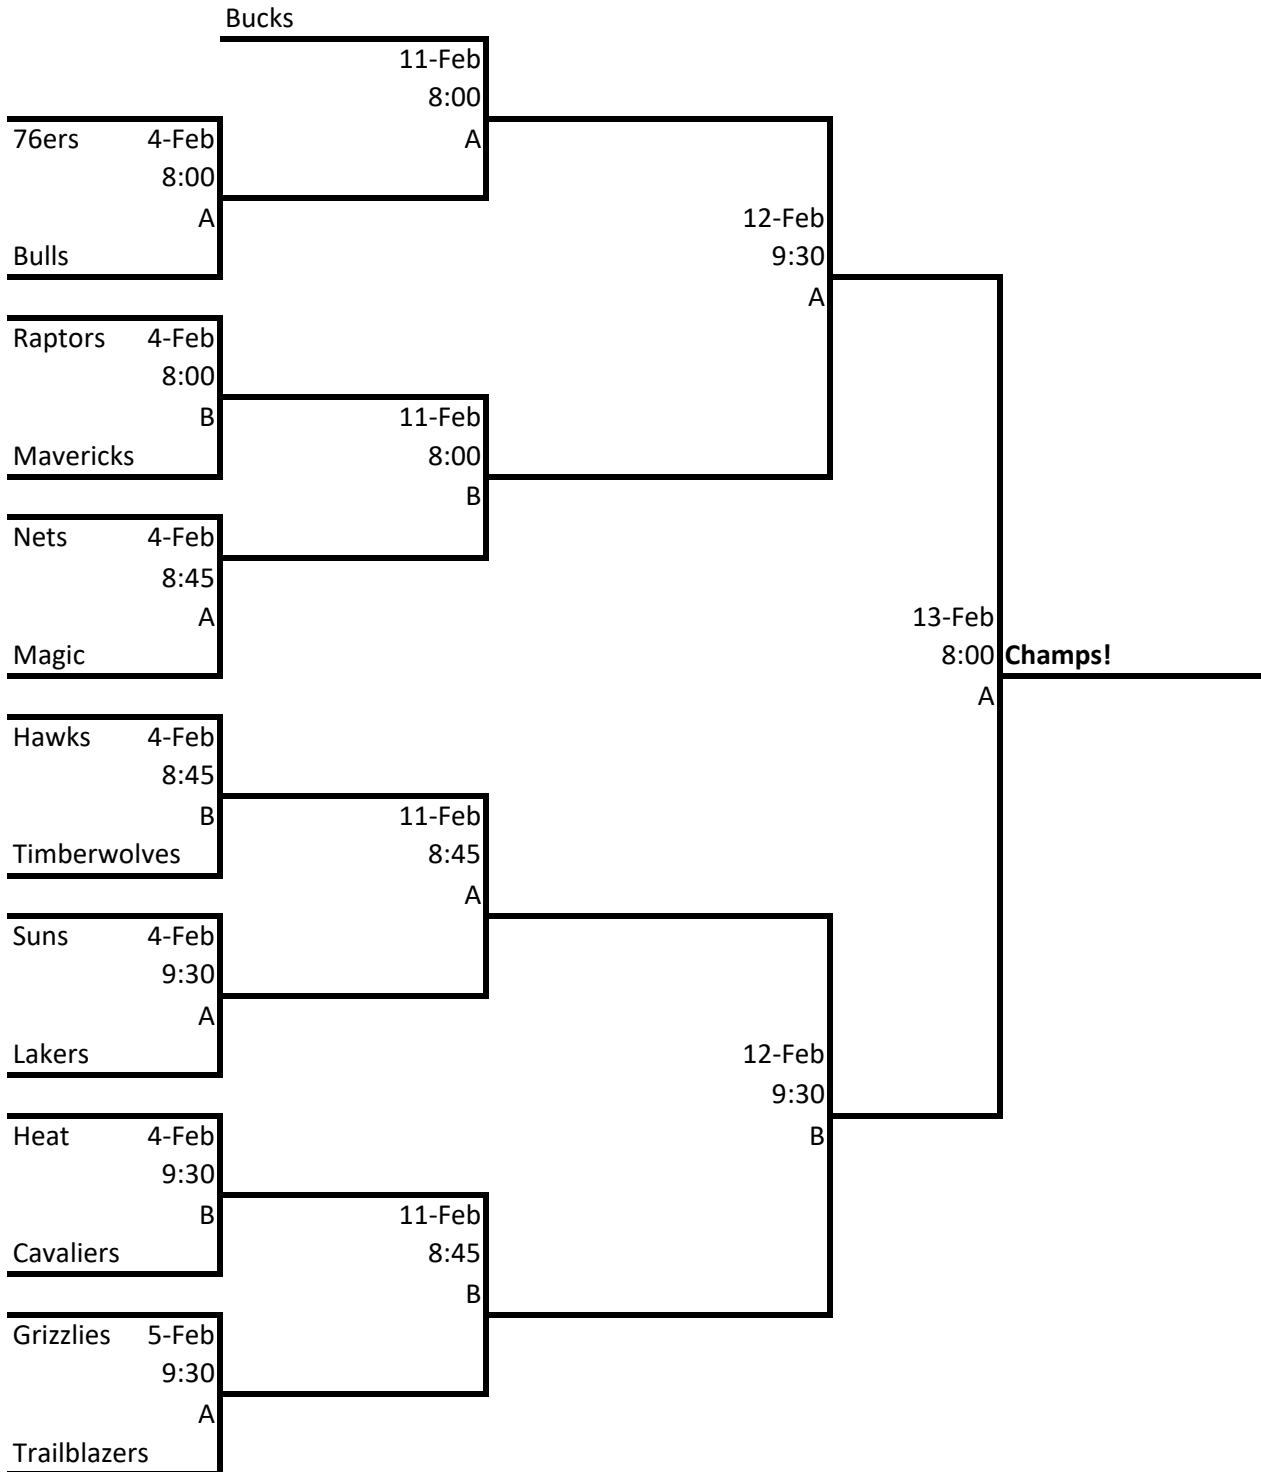 Bucks
11-Feb
8:00
76ers 4-Feb A
8:00
A 12-Feb
Bulls 9:30
A
Raptors 4-Feb
8:00
B 11-Feb
Mavericks 8:00
B
Nets 4-Feb
8:45
A 13-Feb
Magic 8:00 Champs!
A
Hawks 4-Feb
8:45
B 11-Feb
Timberwolves 8:45
A
Suns 4-Feb
9:30
A
Lakers 12-Feb
9:30
Heat 4-Feb B
9:30
B 11-Feb
Cavaliers 8:45
B
Grizzlies 5-Feb
9:30
A
Trailblazers